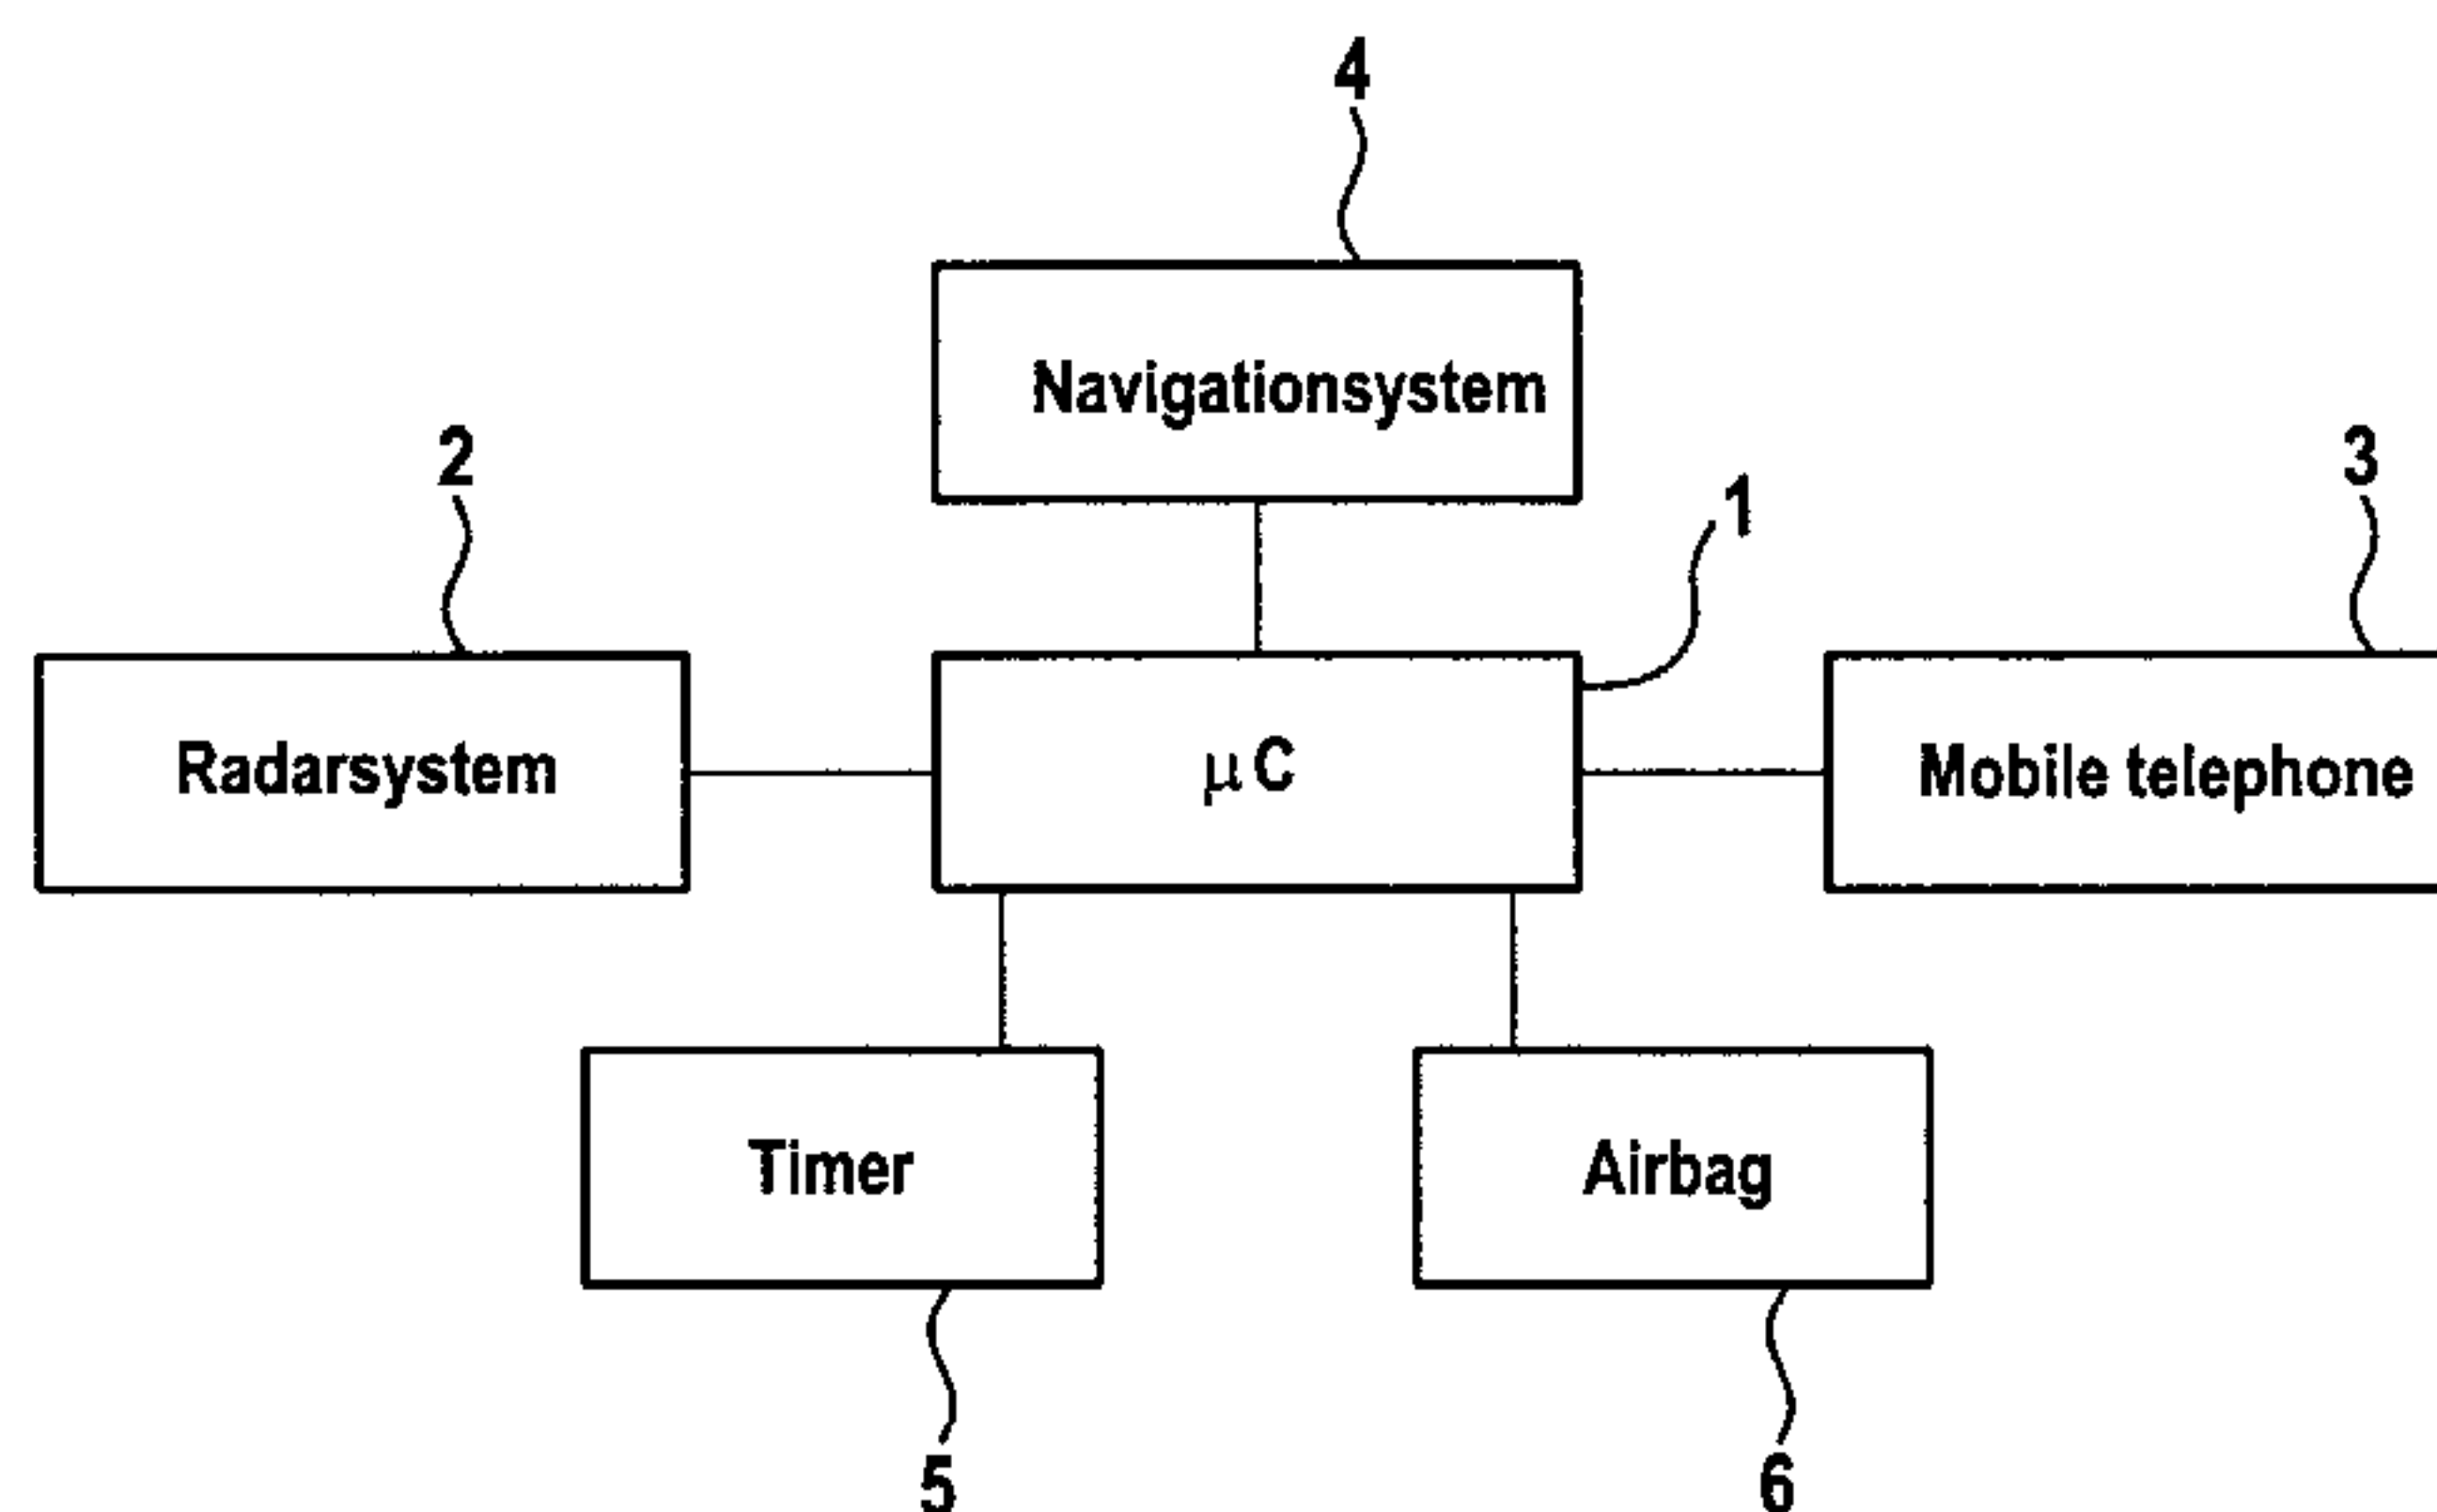 4
Navigationsystem
2
1
3
Radarsystem
μC
Mobile telephone
Timer
Airbag
5
6